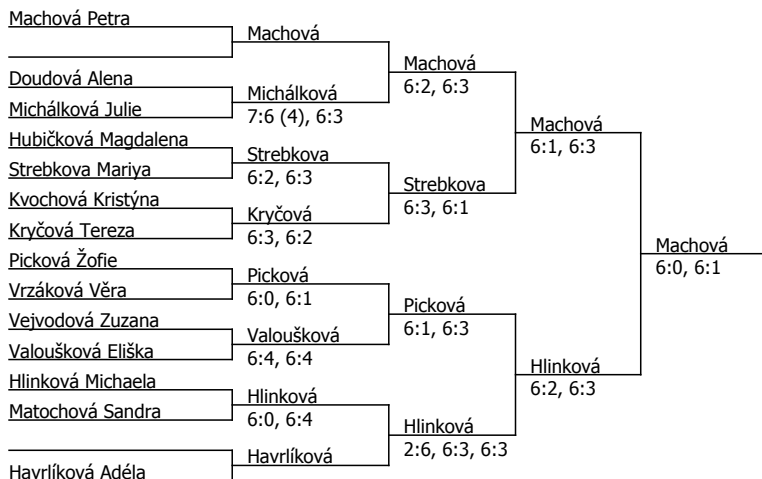 Machová Petra
Doudová Alena
Michálková Julie
Hubičková Magdalena
Strebkova Mariya
Kvochová Kristýna
Kryčová Tereza
Picková Žofie
Vrzáková Věra
Vejvodová Zuzana
Valoušková Eliška
Hlinková Michaela
Matochová Sandra
Havrlíková Adéla
Machová
Michálková
7:6 (4), 6:3
Strebkova
6:2, 6:3
Kryčová
6:3, 6:2
Picková
6:0, 6:1
Valoušková
6:4, 6:4
Hlinková
6:0, 6:4
Havrlíková
Machová
6:2, 6:3
Strebkova
6:3, 6:1
Picková
6:1, 6:3
Hlinková
2:6, 6:3, 6:3
Machová
6:1, 6:3
Hlinková
6:2, 6:3
Machová
6:0, 6:1